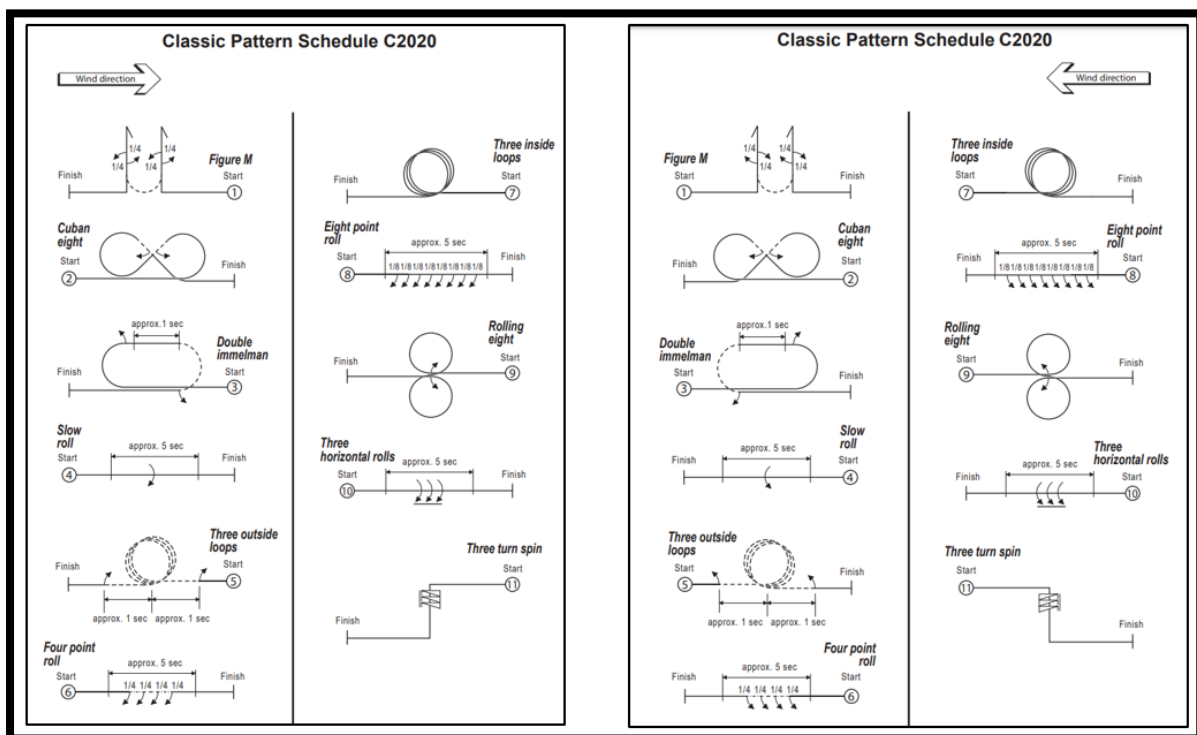 Classic Pattern Schedule C2020
Wind direction
1/4
1/4
1/4
1/4
Figure M
Start
1
Finish
Cuban
eight
Start
2
Finish
approx.1 sec
Double
immelman
Start
3
Finish
Slow
roll
Start
4
approx. 5 sec
Finish
Three outside
loops
Start
5
Finish
approx. 1 sec
approx. 1 sec
Four point
roll
Start
6
approx. 5 sec
1/4 1/4 1/4 1/4
Finish
Three inside
loops
Start
7
Finish
Eight point
roll
Start
8
approx. 5 sec
1/8 1/8 1/8 1/8 1/8 1/8 1/8 1/8
Finish
Rolling
eight
Start
9
Finish
Three
horizontal rolls
Start
10
approx. 5 sec
Finish
Three turn spin
Start
11
Finish
Classic Pattern Schedule C2020
Wind direction
1/4
1/4
1/4
1/4
Figure M
Start
1
Finish
Cuban
eight
Start
2
Finish
approx.1 sec
Double
immelman
Start
3
Finish
Slow
roll
Start
4
approx. 5 sec
Finish
Three outside
loops
Start
5
Finish
approx. 1 sec
approx. 1 sec
Four point
roll
Start
6
approx. 5 sec
1/4 1/4 1/4 1/4
Finish
Three inside
loops
Start
7
Finish
Eight point
roll
Start
8
approx. 5 sec
1/8 1/8 1/8 1/8 1/8 1/8 1/8 1/8
Finish
Rolling
eight
Start
9
Finish
Three
horizontal rolls
Start
10
approx. 5 sec
Finish
Three turn spin
Start
11
Finish